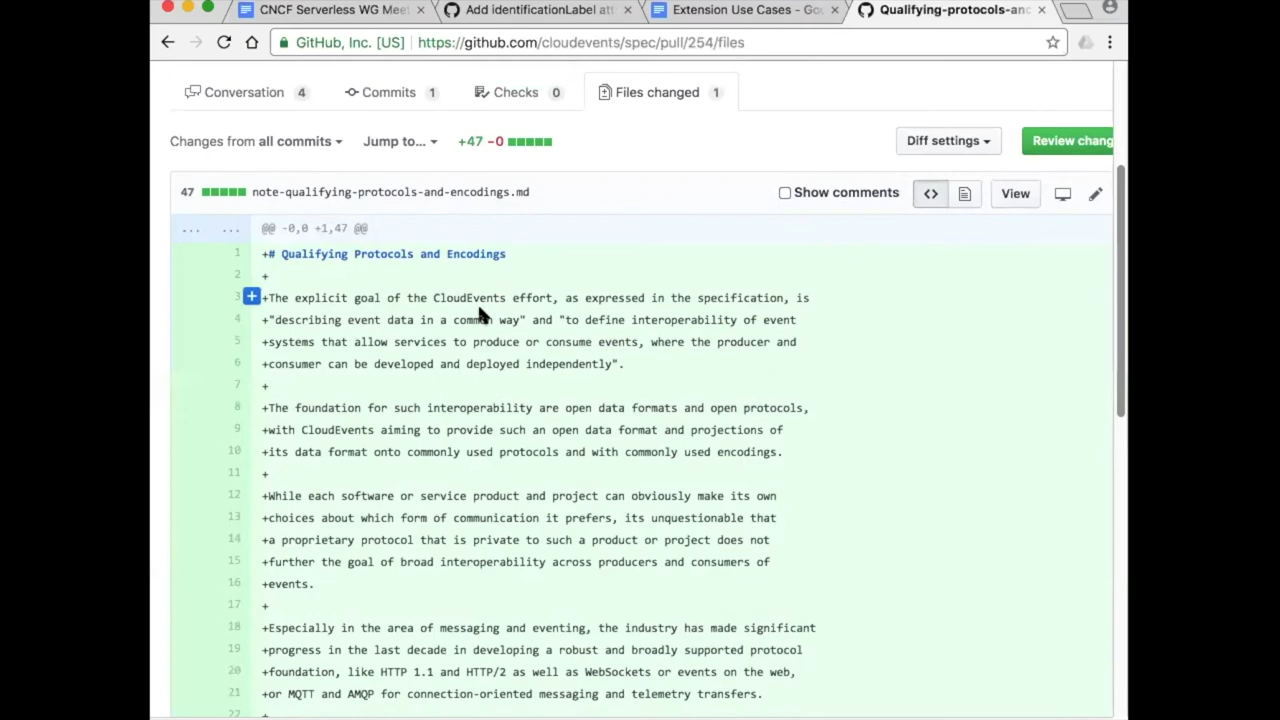 CNCF Serverless WG Meet
Add identificationLabel att
Extension Use Cases - Goo
Qualifying-protocols-and
GitHub, Inc. [US]
https://github.com/cloudevents/spec/pull/254/files
Conversation 4
Commits 1
Checks 0
Files changed 1
Changes from all commits
Jump to...
+47 −0
Diff settings
Review chang
47
note-qualifying-protocols-and-encodings.md
Show comments
<>
View
... ... @@ -0,0 +1,47 @@
1 +# Qualifying Protocols and Encodings
2 +
3 +The explicit goal of the CloudEvents effort, as expressed in the specification, is
4 +"describing event data in a common way" and "to define interoperability of event
5 +systems that allow services to produce or consume events, where the producer and
6 +consumer can be developed and deployed independently".
7 +
8 +The foundation for such interoperability are open data formats and open protocols,
9 +with CloudEvents aiming to provide such an open data format and projections of
10 +its data format onto commonly used protocols and with commonly used encodings.
11 +
12 +While each software or service product and project can obviously make its own
13 +choices about which form of communication it prefers, its unquestionable that
14 +a proprietary protocol that is private to such a product or project does not
15 +further the goal of broad interoperability across producers and consumers of
16 +events.
17 +
18 +Especially in the area of messaging and eventing, the industry has made significant
19 +progress in the last decade in developing a robust and broadly supported protocol
20 +foundation, like HTTP 1.1 and HTTP/2 as well as WebSockets or events on the web,
21 +or MQTT and AMQP for connection-oriented messaging and telemetry transfers.
22 +